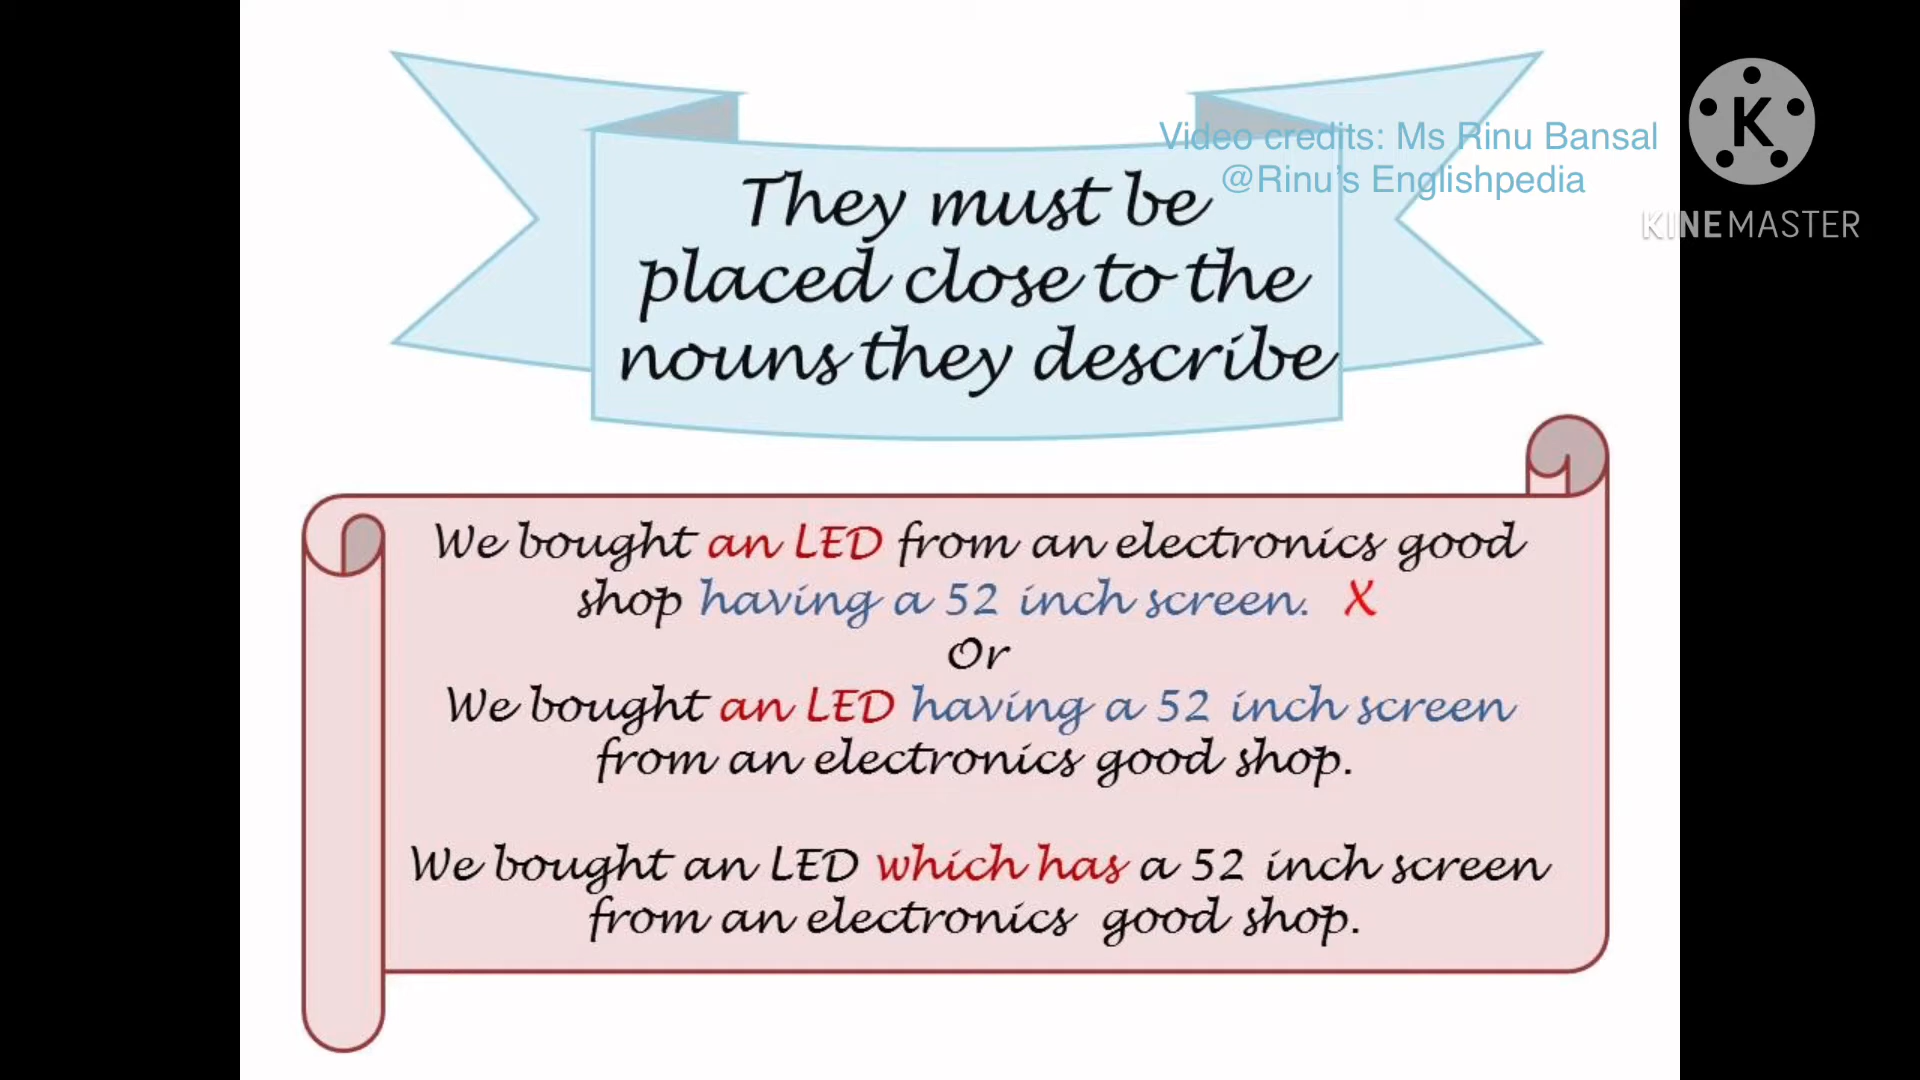 Video credits: Ms Rinu Bansal
@Rinu's Englishpedia
K
KINEMASTER
They must be
placed close to the
nouns they describe
We bought an LED from an electronics good
shop having a 52 inch screen. X
Or
We bought an LED having a 52 inch screen
from an electronics good shop.
We bought an LED which has a 52 inch screen
from an electronics good shop.